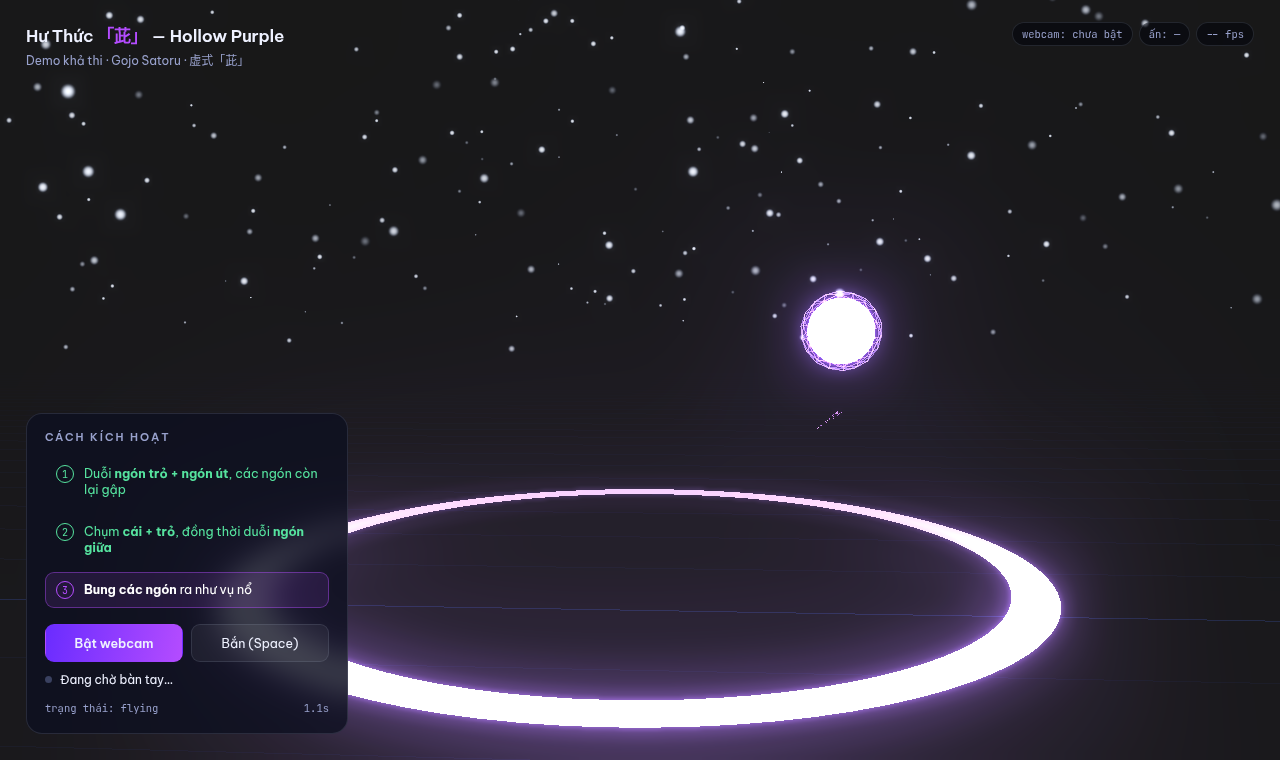 Hư Thức 「茈」 — Hollow Purple
Demo khả thi · Gojo Satoru · 虚式「茈」
webcam: chưa bật
ấn: —
-- fps
CÁCH KÍCH HOẠT
1 Duỗi ngón trỏ + ngón út, các ngón còn
lại gập
2 Chụm cái + trỏ, đồng thời duỗi ngón
giữa
3 Bung các ngón ra như vụ nổ
Bật webcam
Bắn (Space)
Đang chờ bàn tay…
trạng thái: flying
1.1s